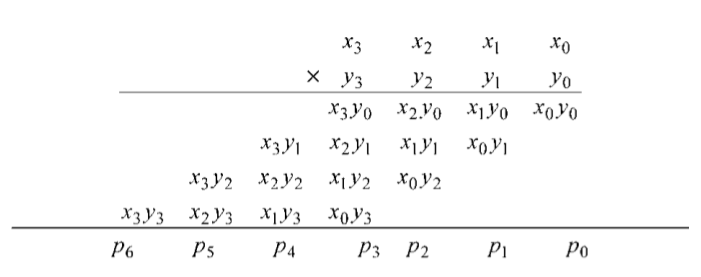 x₃ x₂ x₁ x₀
× y₃ y₂ y₁ y₀
x₃y₀ x₂y₀ x₁y₀ x₀y₀
x₃y₁ x₂y₁ x₁y₁ x₀y₁
x₃y₂ x₂y₂ x₁y₂ x₀y₂
x₃y₃ x₂y₃ x₁y₃ x₀y₃
p₆ p₅ p₄ p₃ p₂ p₁ p₀